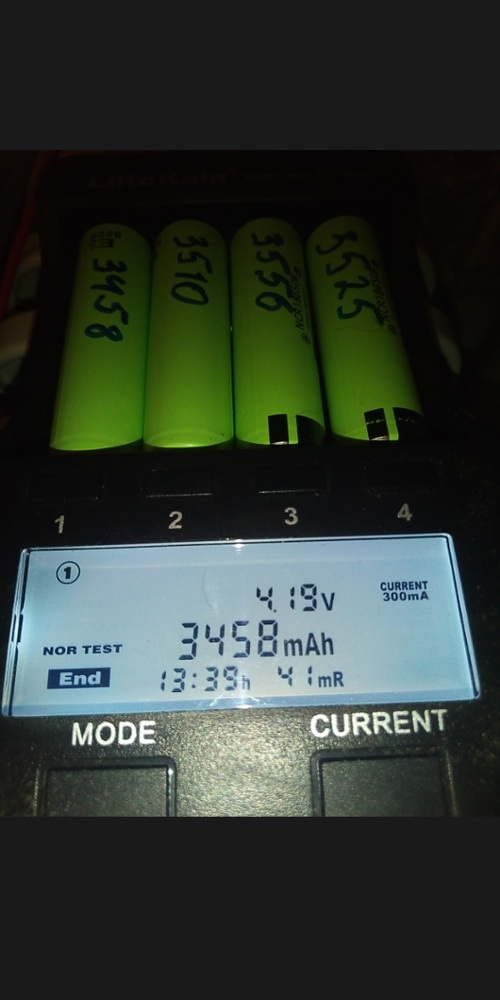 LiitoKala
3458
3510
3556
3525
1
2
3
4
1
4.19V
CURRENT
300mA
NOR TEST
3458mAh
End
13:39h 41mR
MODE
CURRENT